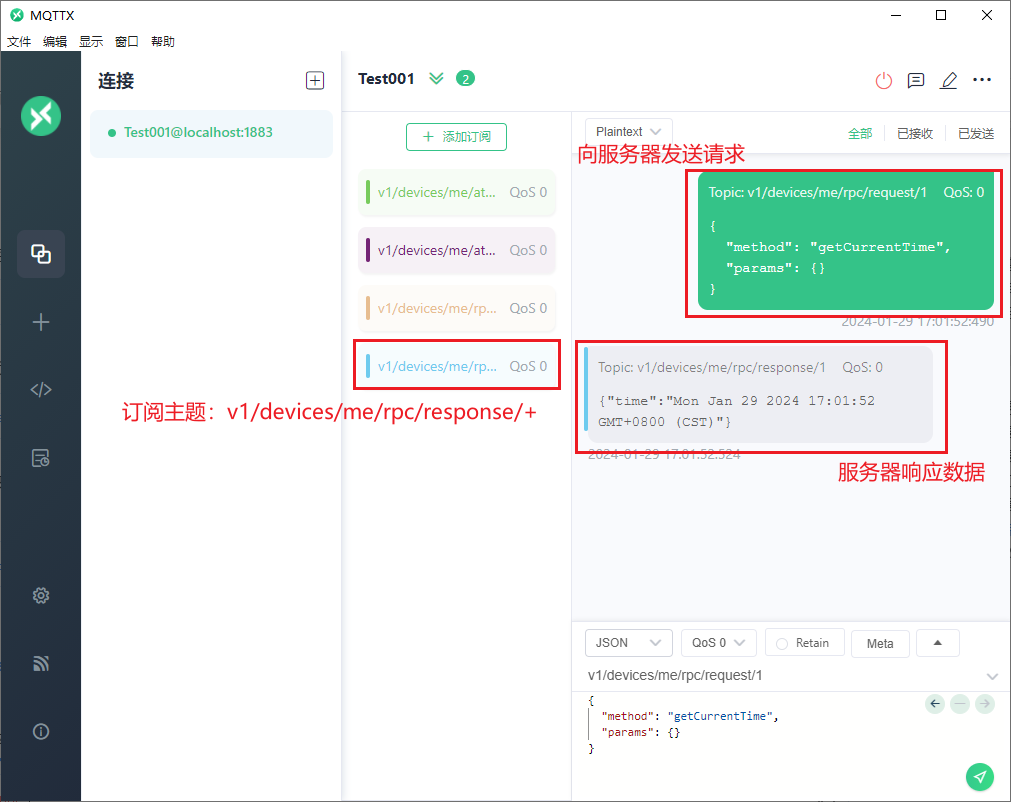 MQTTX
文件 编辑 显示 窗口 帮助
连接
Test001@localhost:1883
Test001 2
添加订阅
v1/devices/me/at... QoS 0
v1/devices/me/at... QoS 0
v1/devices/me/rp... QoS 0
v1/devices/me/rp... QoS 0
订阅主题：v1/devices/me/rpc/response/+
Plaintext 全部 已接收 已发送
向服务器发送请求
Topic: v1/devices/me/rpc/request/1 QoS: 0
{
"method": "getCurrentTime",
"params": {}
}
2024-01-29 17:01:52:490
Topic: v1/devices/me/rpc/response/1 QoS: 0
{"time":"Mon Jan 29 2024 17:01:52
GMT+0800 (CST)"}
2024-01-29 17:01:52:524
服务器响应数据
JSON QoS 0 Retain Meta
v1/devices/me/rpc/request/1
{
"method": "getCurrentTime",
"params": {}
}